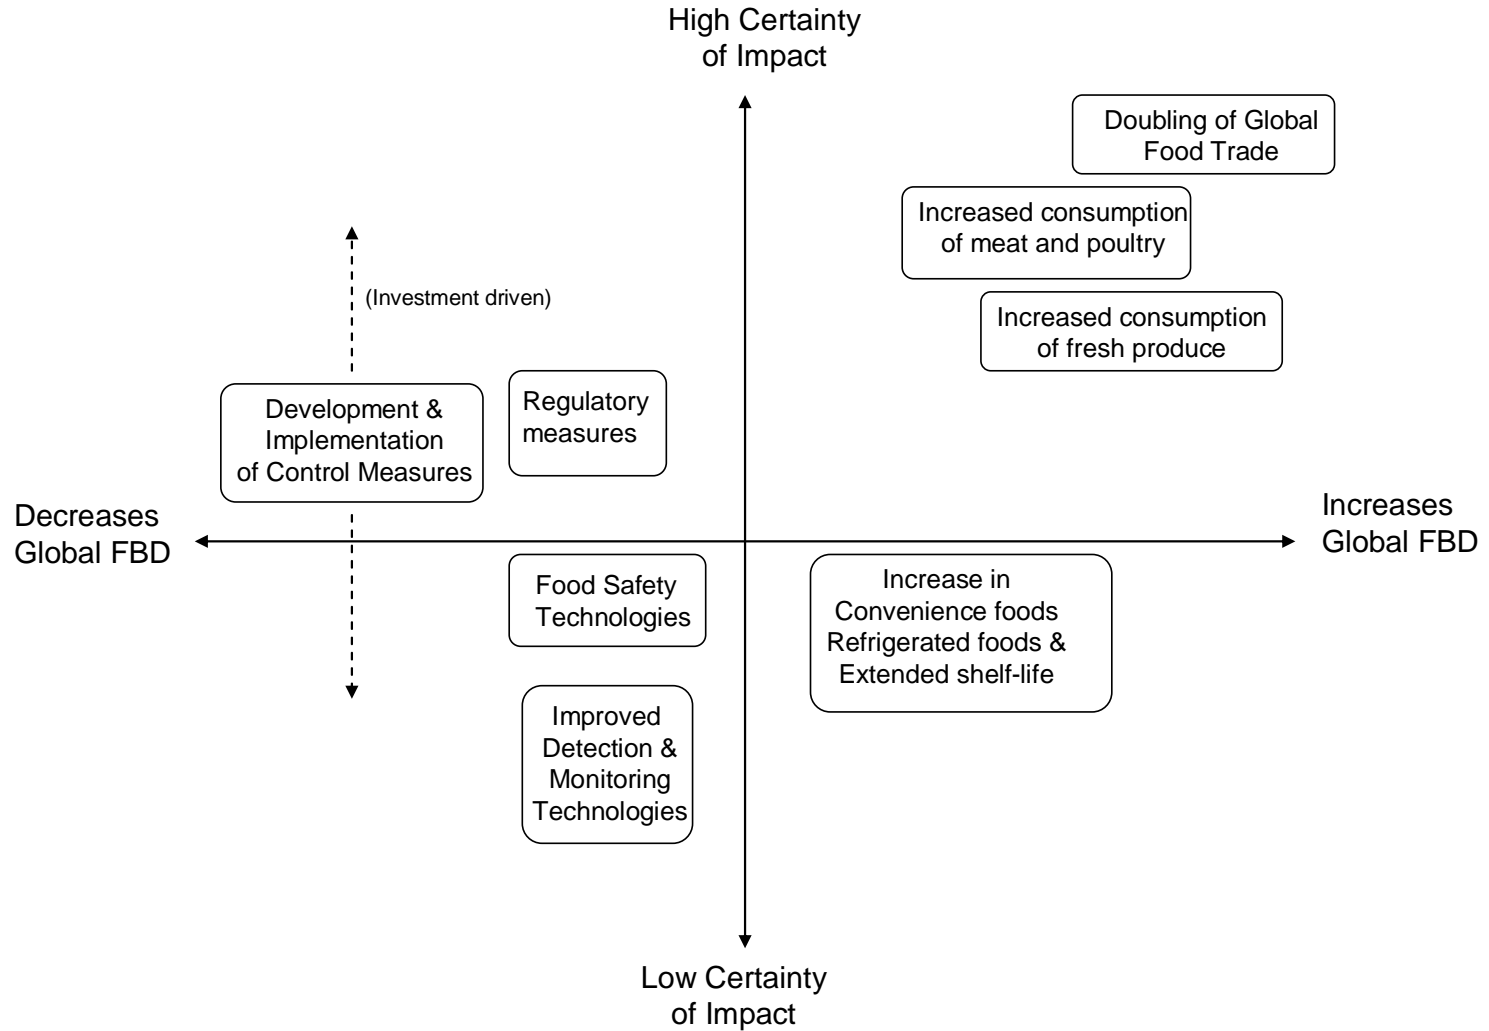 High Certainty
of Impact
Doubling of Global
Food Trade
Increased consumption
of meat and poultry
(Investment driven)
Increased consumption
of fresh produce
Development &
Implementation
of Control Measures
Regulatory
measures
Decreases
Global FBD
Increases
Global FBD
Food Safety
Technologies
Increase in
Convenience foods
Refrigerated foods &
Extended shelf-life
Improved
Detection &
Monitoring
Technologies
Low Certainty
of Impact